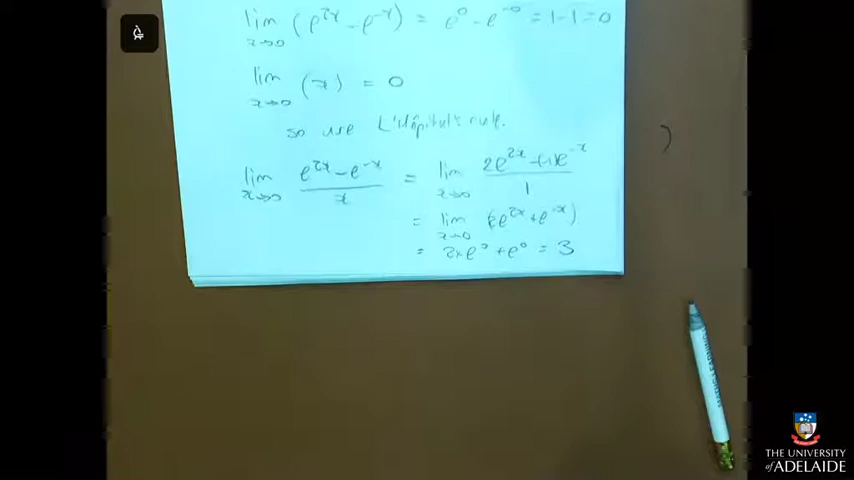 lim (e^{2x} - e^{-x}) = e^0 - e^{-0} = 1-1 = 0
x→0
lim (x) = 0
x→0
so use L'Hôpital's rule.
lim e^{2x} - e^{-x} / x = lim 2e^{2x} - (-1)e^{-x} / 1
x→0 x→0
= lim (2e^{2x} + e^{-x})
x→0
= 2×e^0 + e^0 = 3
THE UNIVERSITY
of ADELAIDE